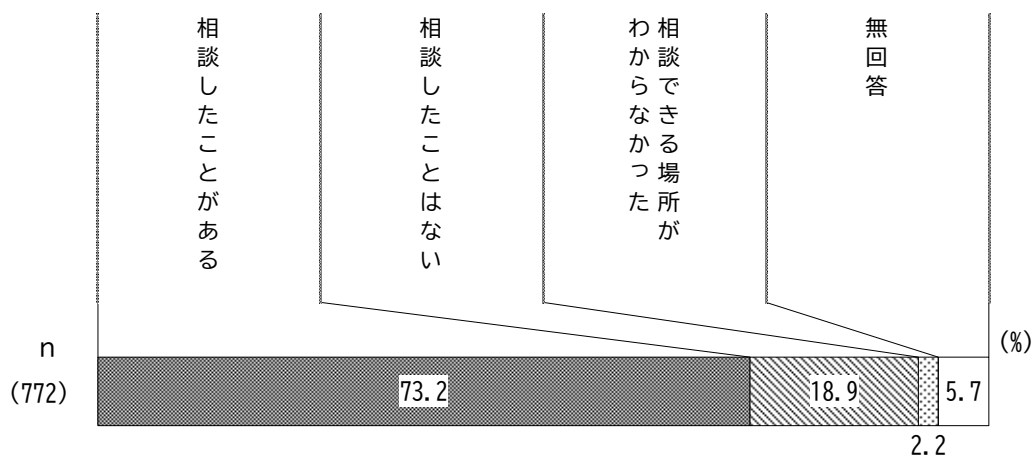 相談したことがある
相談したことはない
相談できる場所が
わからなかった
無回答
(%)
n
(772)
73.2
18.9
5.7
2.2